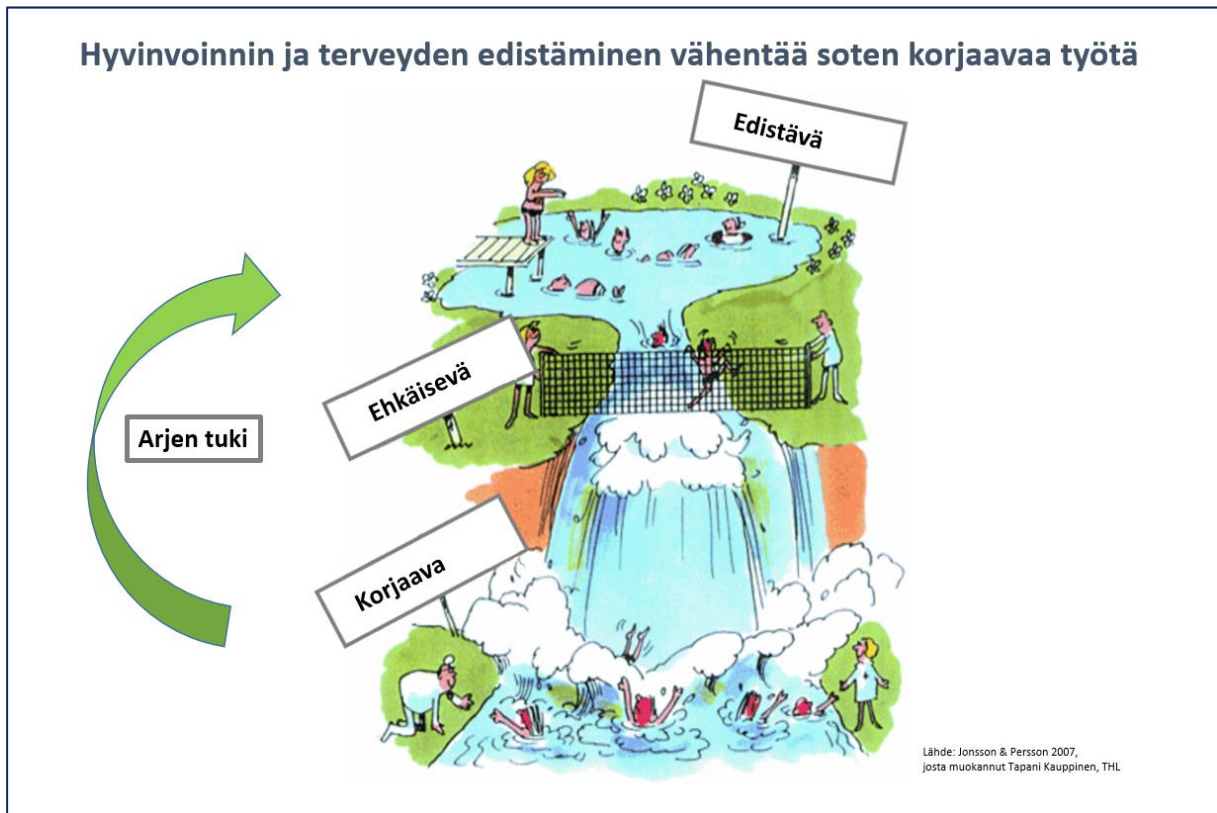 Hyvinvoinnin ja terveyden edistäminen vähentää soten korjaavaa työtä
Edistävä
Ehkäisevä
Arjen tuki
Korjaava
Lähde: Jonsson & Persson 2007,
josta muokannut Tapani Kauppinen, THL